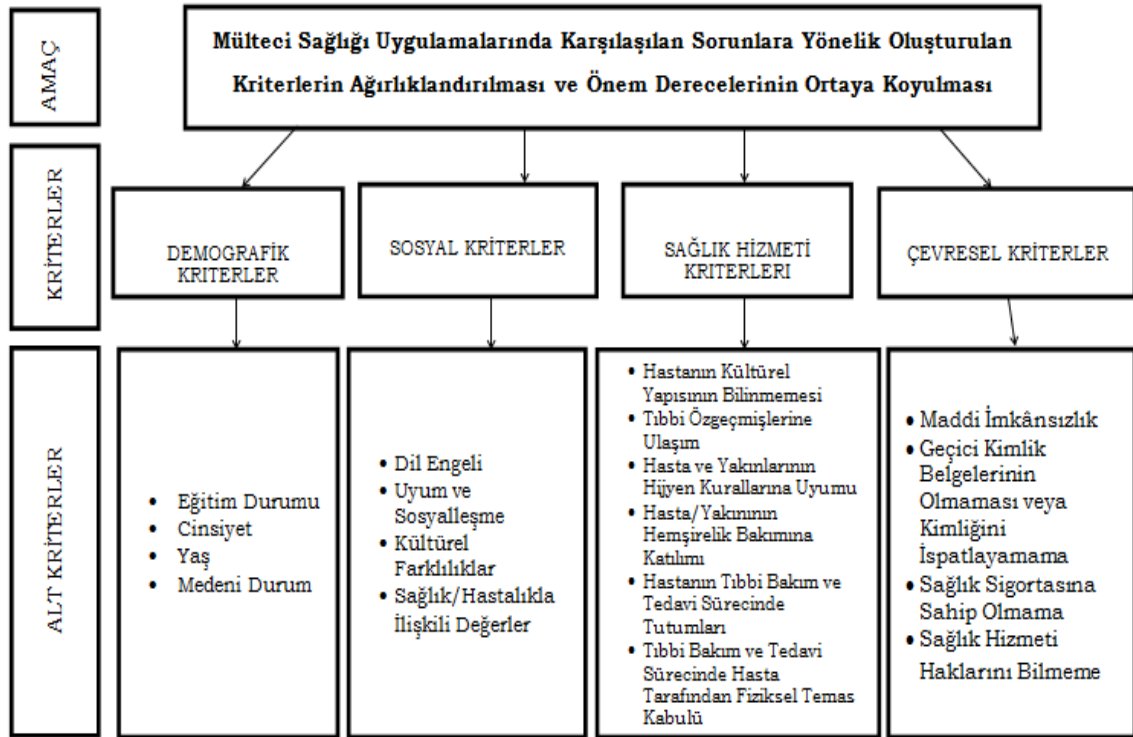 AMAÇ
Mülteci Sağlığı Uygulamalarında Karşılaşılan Sorunlara Yönelik Oluşturulan
Kriterlerin Ağırlıklandırılması ve Önem Derecelerinin Ortaya Koyulması
KRİTERLER
DEMOGRAFİK
KRİTERLER
SOSYAL KRİTERLER
SAĞLIK HİZMETİ
KRİTERLERI
ÇEVRESEL KRİTERLER
ALT KRİTERLER
• Eğitim Durumu
• Cinsiyet
• Yaş
• Medeni Durum
• Dil Engeli
• Uyum ve
Sosyalleşme
• Kültürel
Farklılıklar
• Sağlık/Hastalıkla
İlişkili Değerler
• Hastanın Kültürel
Yapısının Bilinmemesi
• Tıbbi Özgeçmişlerine
Ulaşım
• Hasta ve Yakınlarının
Hijyen Kurallarına Uyumu
• Hasta/Yakınının
Hemşirelik Bakımına
Katılımı
• Hastanın Tıbbi Bakım ve
Tedavi Sürecinde
Tutumları
• Tıbbi Bakım ve Tedavi
Sürecinde Hasta
Tarafından Fiziksel Temas
Kabulü
• Maddi İmkânsızlık
• Geçici Kimlik
Belgelerinin
Olmaması veya
Kimliğini
İspatlayamama
• Sağlık Sigortasına
Sahip Olmama
• Sağlık Hizmeti
Haklarını Bilmeme